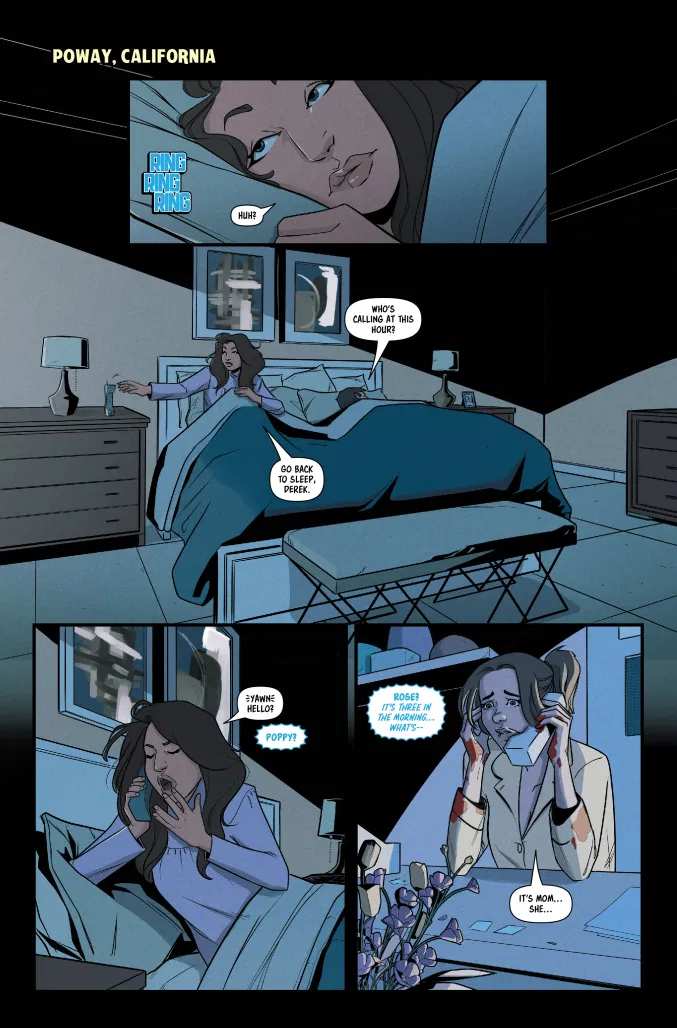 POWAY, CALIFORNIA
RING
RING
RING
HUH?
WHO'S
CALLING AT THIS
HOUR?
GO BACK
TO SLEEP,
DEREK.
YAWN
HELLO?
POPPY?
ROSE?
IT'S THREE IN
THE MORNING...
WHAT'S--
IT'S MOM...
SHE...